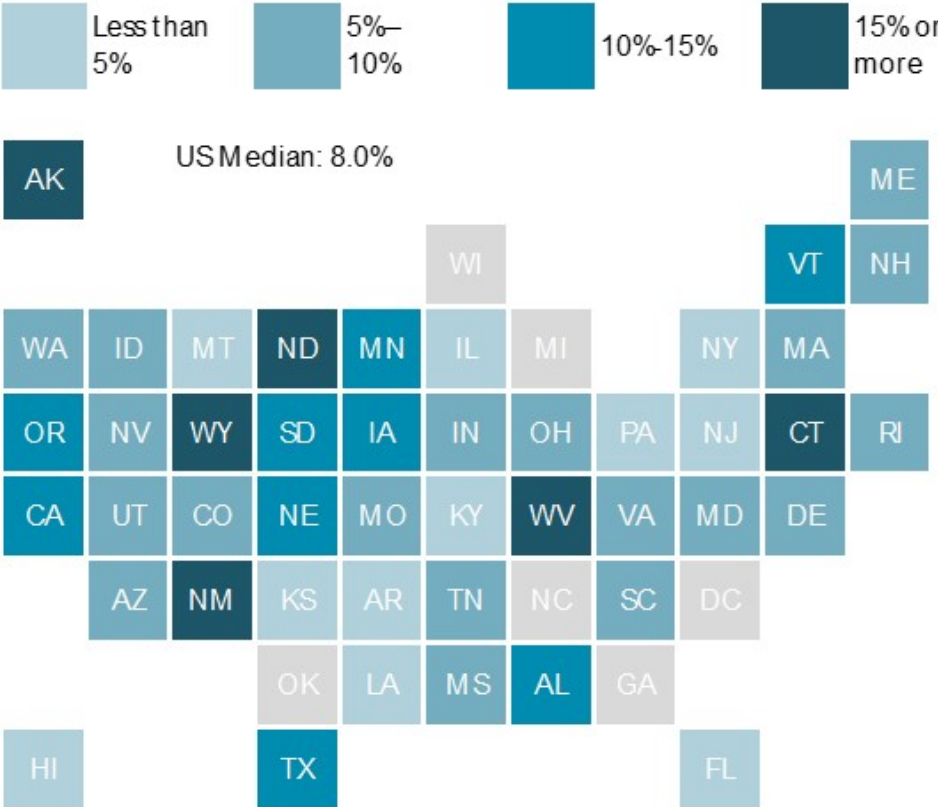 Less than
5%
5%–
10%
10%-15%
15% or
more
US Median: 8.0%
AK
ME
WI
VT
NH
WA
ID
MT
ND
MN
IL
MI
NY
MA
OR
NV
WY
SD
IA
IN
OH
PA
NJ
CT
RI
CA
UT
CO
NE
MO
KY
WV
VA
MD
DE
AZ
NM
KS
AR
TN
NC
SC
DC
OK
LA
MS
AL
GA
HI
TX
FL